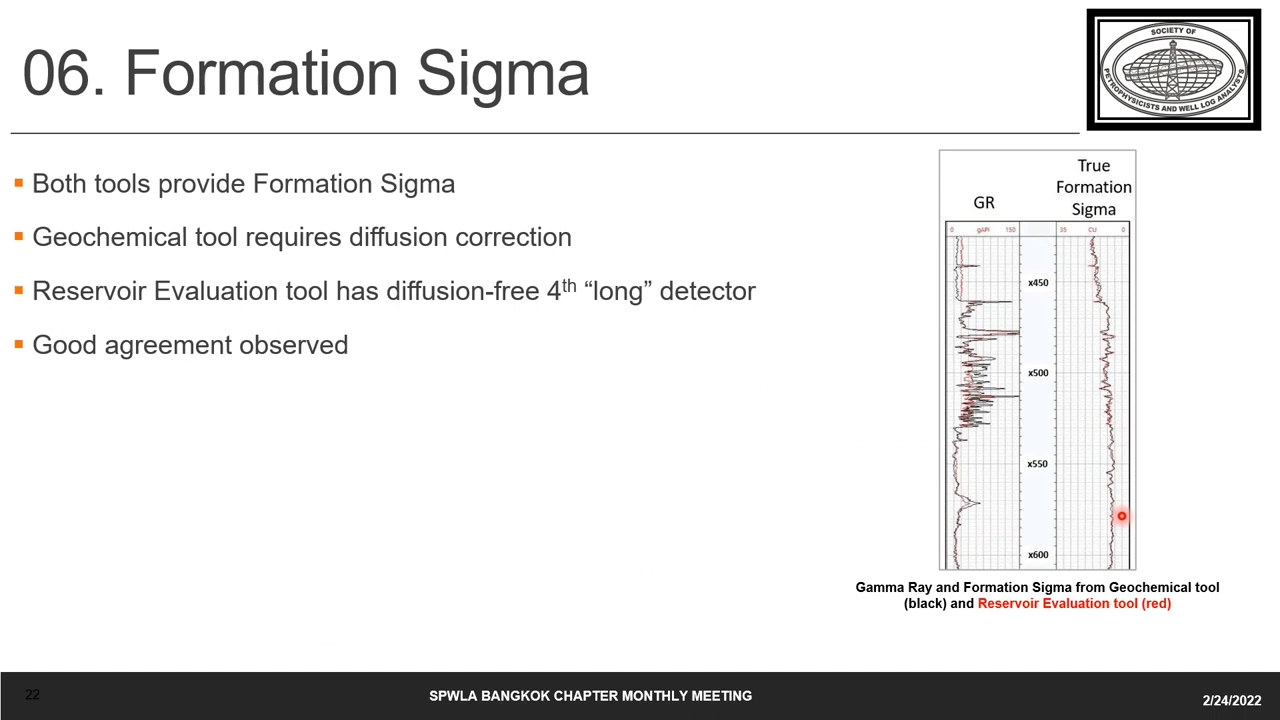 06. Formation Sigma
SOCIETY OF
PETROPHYSICISTS AND WELL LOG ANALYSTS
Both tools provide Formation Sigma
Geochemical tool requires diffusion correction
Reservoir Evaluation tool has diffusion-free 4th “long” detector
Good agreement observed
GR
True
Formation
Sigma
0 gAPI 150 35 CU 0
x450
x500
x550
x600
Gamma Ray and Formation Sigma from Geochemical tool
(black) and Reservoir Evaluation tool (red)
22
SPWLA BANGKOK CHAPTER MONTHLY MEETING
2/24/2022